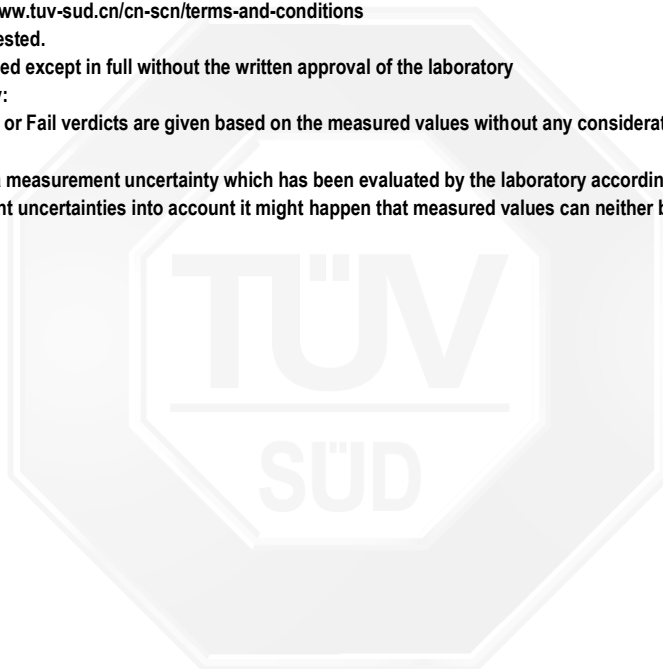 ww.tuv-sud.cn/cn-scn/terms-and-conditions
ested.
ed except in full without the written approval of the laboratory
y:
or Fail verdicts are given based on the measured values without any considerat
measurement uncertainty which has been evaluated by the laboratory accordin
nt uncertainties into account it might happen that measured values can neither b
TÜV
SÜD